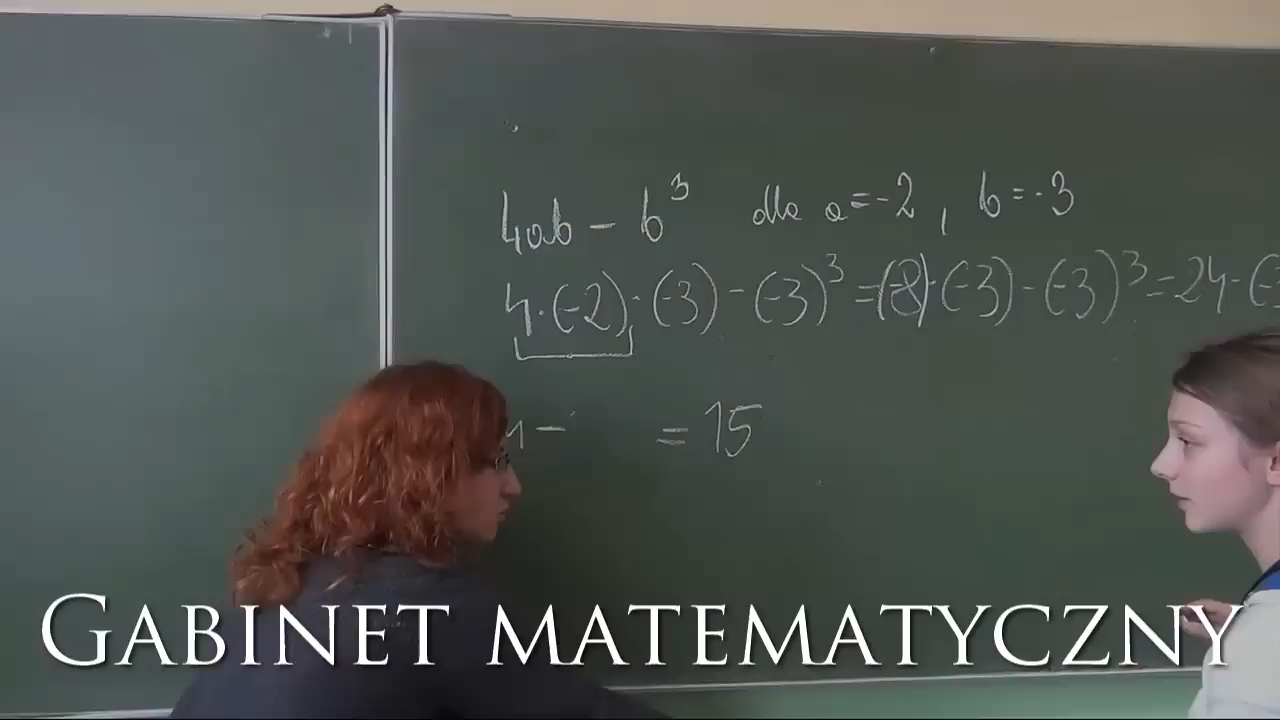 4ab - b³ dla a = -2, b = -3
4·(-2)·(-3) - (-3)³ = (-8)·(-3) - (-3)³ = 24 - (-
= 15
GABINET MATEMATYCZNY